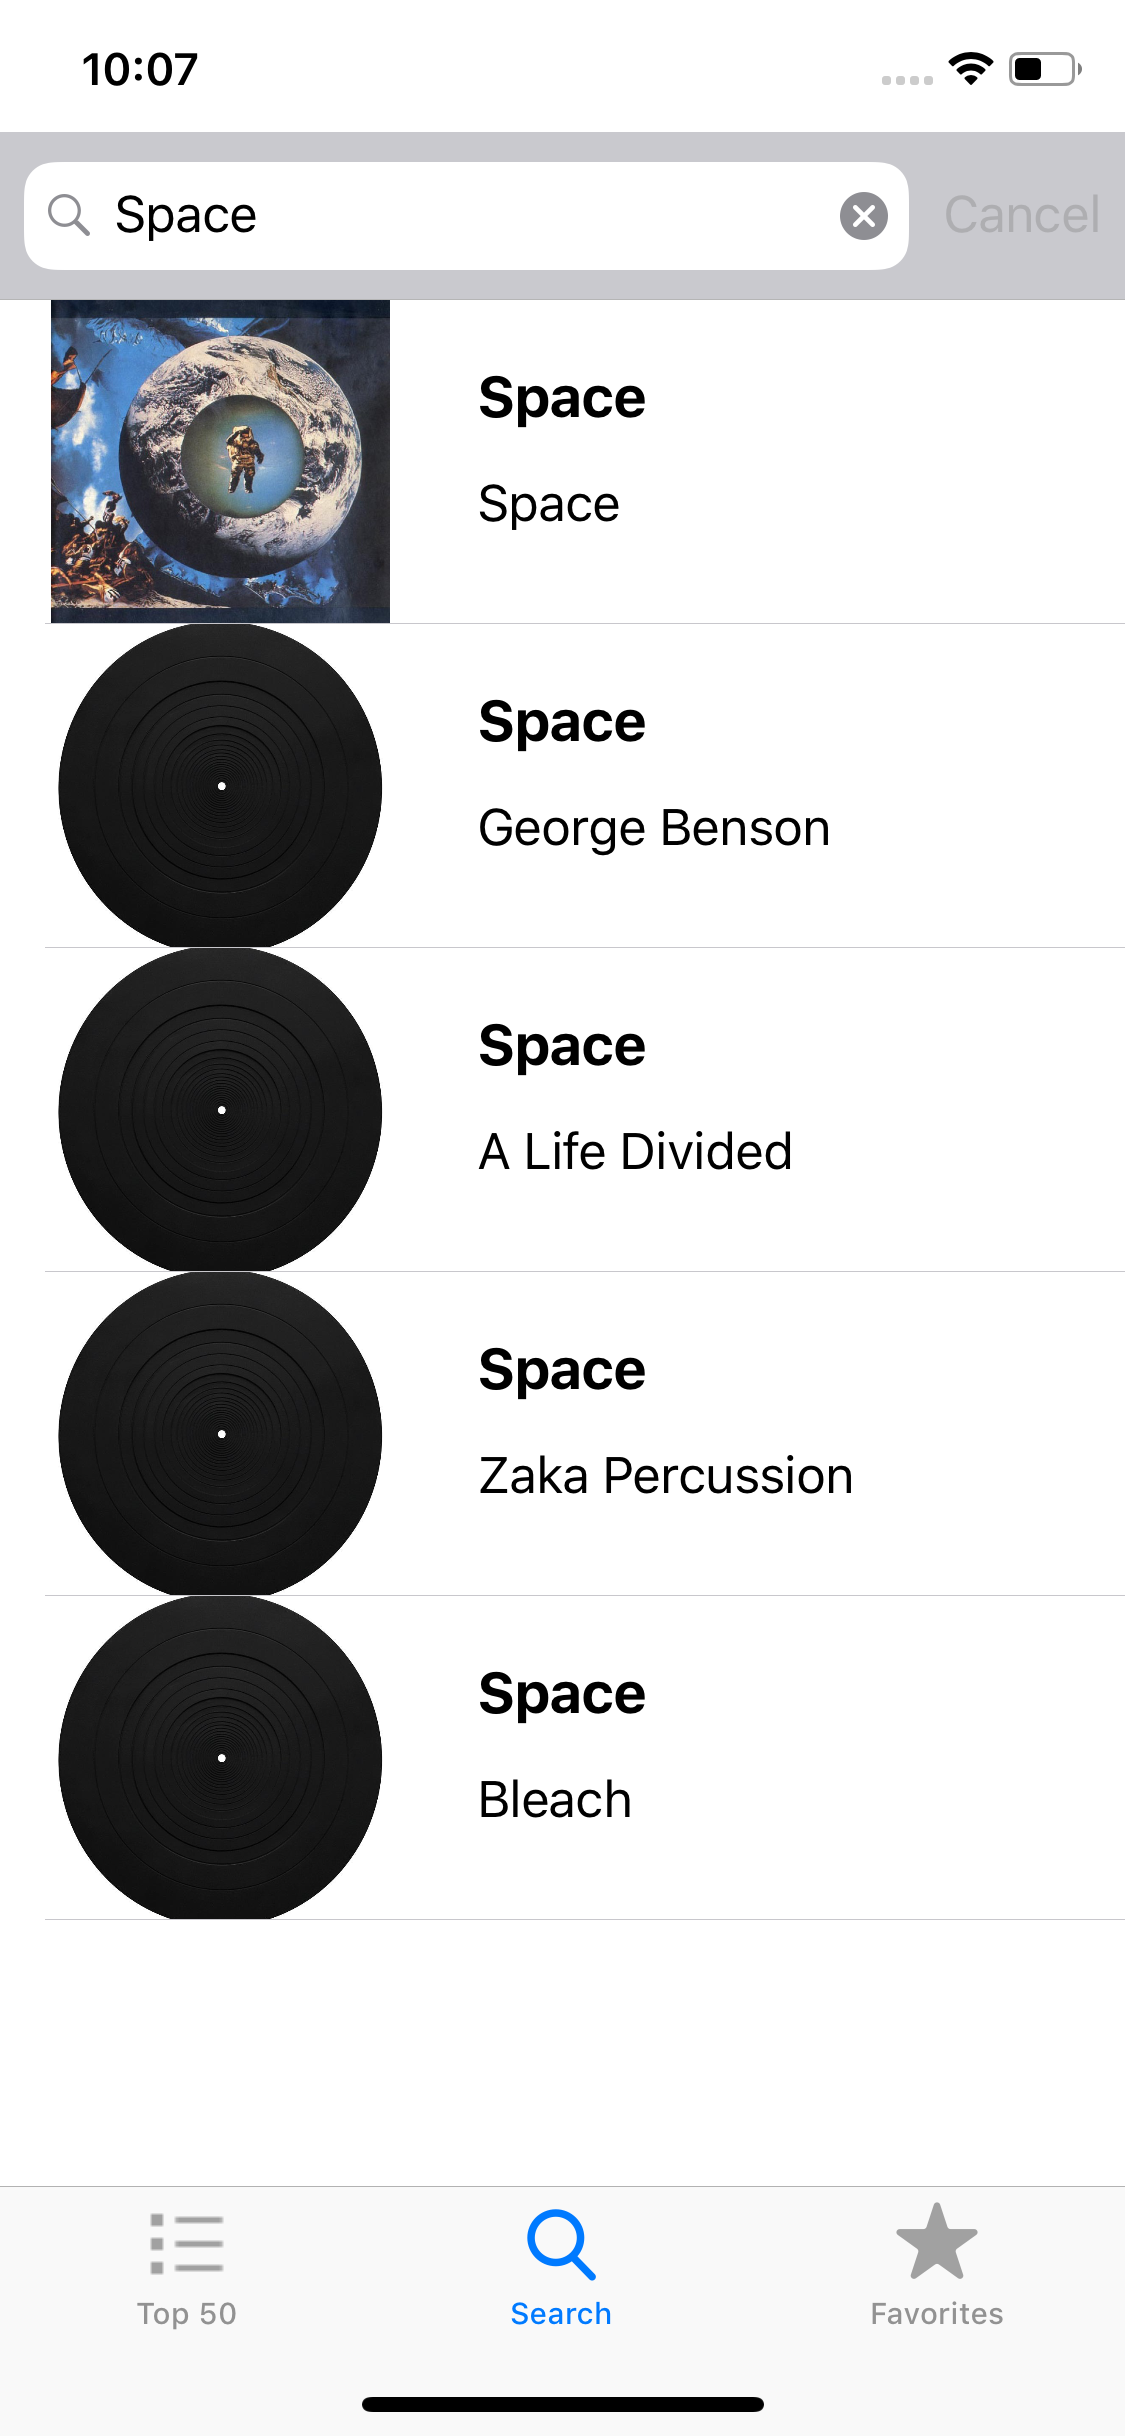 10:07
Space
Cancel
Space
Space
Space
George Benson
Space
A Life Divided
Space
Zaka Percussion
Space
Bleach
Top 50
Search
Favorites